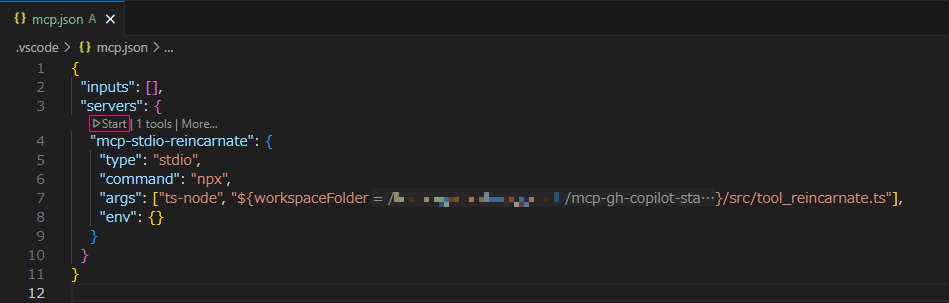 mcp.json A
.vscode > mcp.json > ...
1 {
2 "inputs": [],
3 "servers": {
Start | 1 tools | More...
4 "mcp-stdio-reincarnate": {
5 "type": "stdio",
6 "command": "npx",
7 "args": ["ts-node", "${workspaceFolder = / /mcp-gh-copilot-sta…}/src/tool_reincarnate.ts"],
8 "env": {}
9 }
10 }
11 }
12